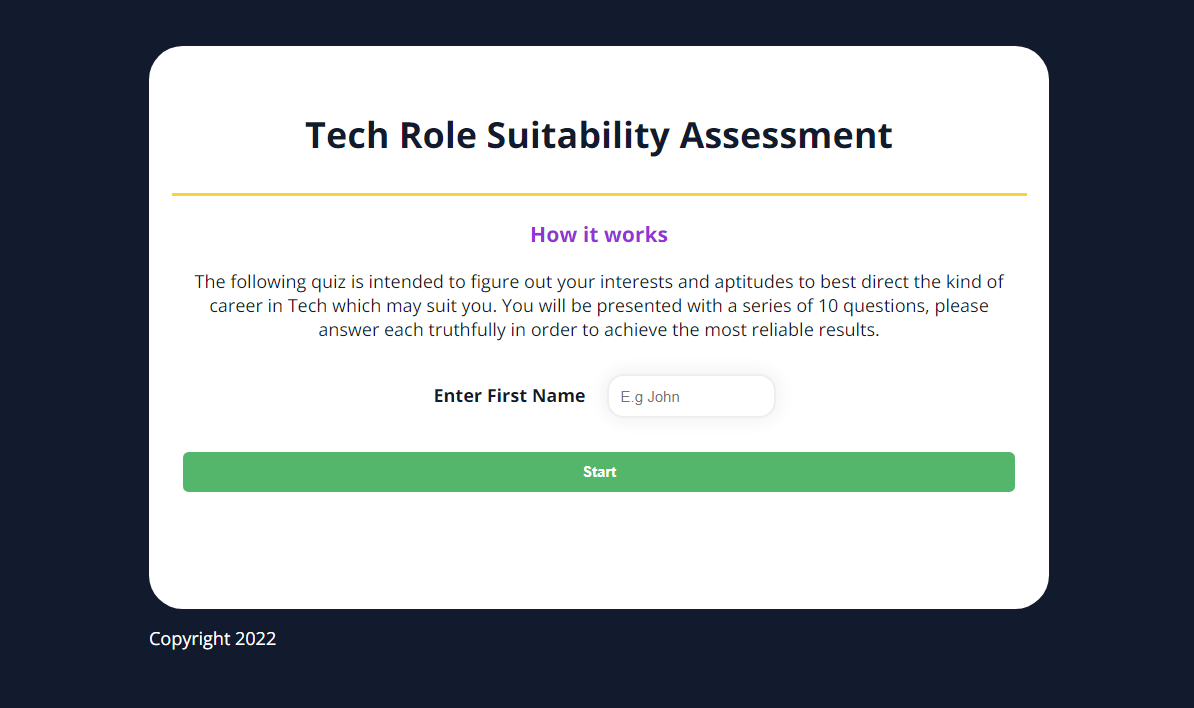 Tech Role Suitability Assessment
How it works
The following quiz is intended to figure out your interests and aptitudes to best direct the kind of
career in Tech which may suit you. You will be presented with a series of 10 questions, please
answer each truthfully in order to achieve the most reliable results.
Enter First Name E.g John
Start
Copyright 2022